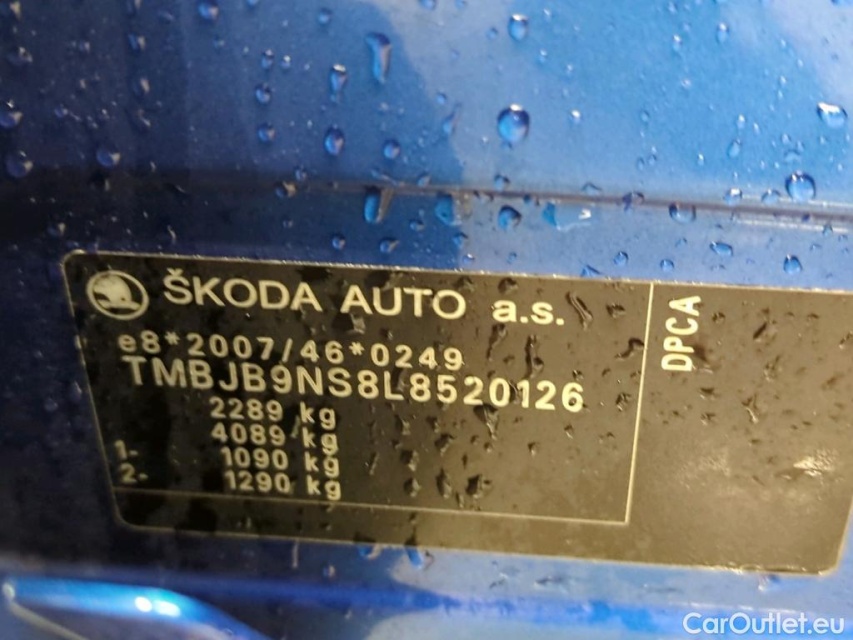 ŠKODA AUTO a.s.
e8*2007/46*0249
TMBJB9NS8L8520126
2289 kg
4089 kg
1- 1090 kg
2- 1290 kg
DPCA
CarOutlet.eu